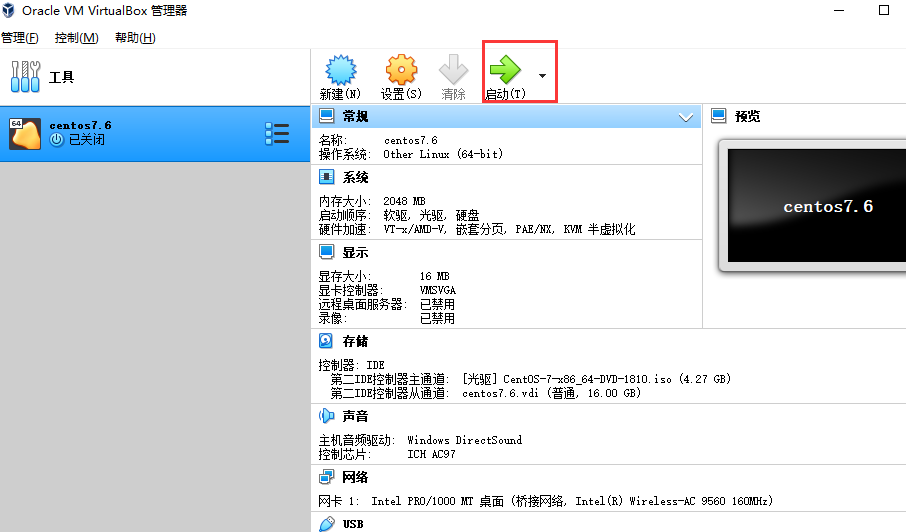 Oracle VM VirtualBox 管理器
管理(F) 控制(M) 帮助(H)
工具
新建(N) 设置(S) 清除 启动(T)
64 centos7.6
已关闭
常规
名称: centos7.6
操作系统: Other Linux (64-bit)
预览
centos7.6
系统
内存大小: 2048 MB
启动顺序: 软驱, 光驱, 硬盘
硬件加速: VT-x/AMD-V, 嵌套分页, PAE/NX, KVM 半虚拟化
显示
显存大小: 16 MB
显卡控制器: VMSVGA
远程桌面服务器: 已禁用
录像: 已禁用
存储
控制器: IDE
第二IDE控制器主通道: [光驱] CentOS-7-x86_64-DVD-1810.iso (4.27 GB)
第二IDE控制器从通道: centos7.6.vdi (普通, 16.00 GB)
声音
主机音频驱动: Windows DirectSound
控制芯片: ICH AC97
网络
网卡 1: Intel PRO/1000 MT 桌面 (桥接网络, Intel(R) Wireless-AC 9560 160MHz)
USB